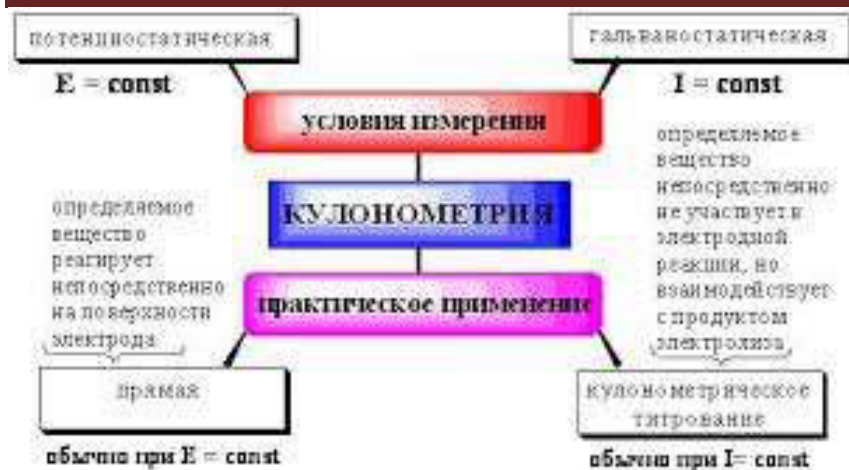 потенциостатическая
гальваностатическая
E = const
I = const
условия измерения
КУЛОНОМЕТРИЯ
практическое применение
определяемое
вещество
реагирует
непосредственно
на поверхности
электрода
определяемое
вещество
непосредственно
не участвует в
электродной
реакции, но
взаимодействует
с продуктом
электролиза
прямая
кулонометрическое
титрование
обычно при E = const
обычно при I= const